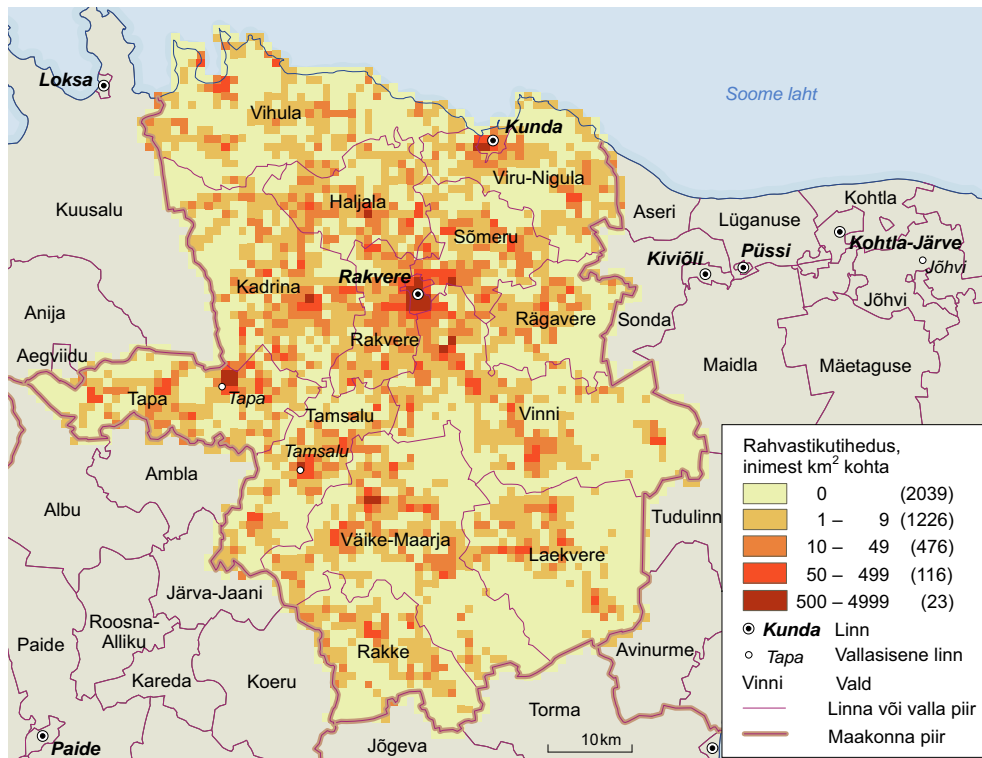 Loksa
Soome laht
Vihula
Kunda
Viru-Nigula
Kuusalu
Haljala
Aseri
Kohtla
Lüganuse
Sõmeru
Kohtla-Järve
Püssi
Kiviõli
Jõhvi
Rakvere
Kadrina
Jõhvi
Anija
Rägavere
Sonda
Rakvere
Aegviidu
Maidla
Mäetaguse
Tapa
Tapa
Tamsalu
Vinni
Tamsalu
Ambla
Albu
Tudulinn
Väike-Maarja
Laekvere
Järva-Jaani
Roosna-
Alliku
Paide
Rakke
Avinurme
Kareda
Koeru
Torma
Paide
Jõgeva
10 km
Rahvastikutihedus,
inimest km² kohta
0 (2039)
1 – 9 (1226)
10 – 49 (476)
50 – 499 (116)
500 – 4999 (23)
Kunda Linn
Tapa Vallasisene linn
Vinni Vald
Linna või valla piir
Maakonna piir